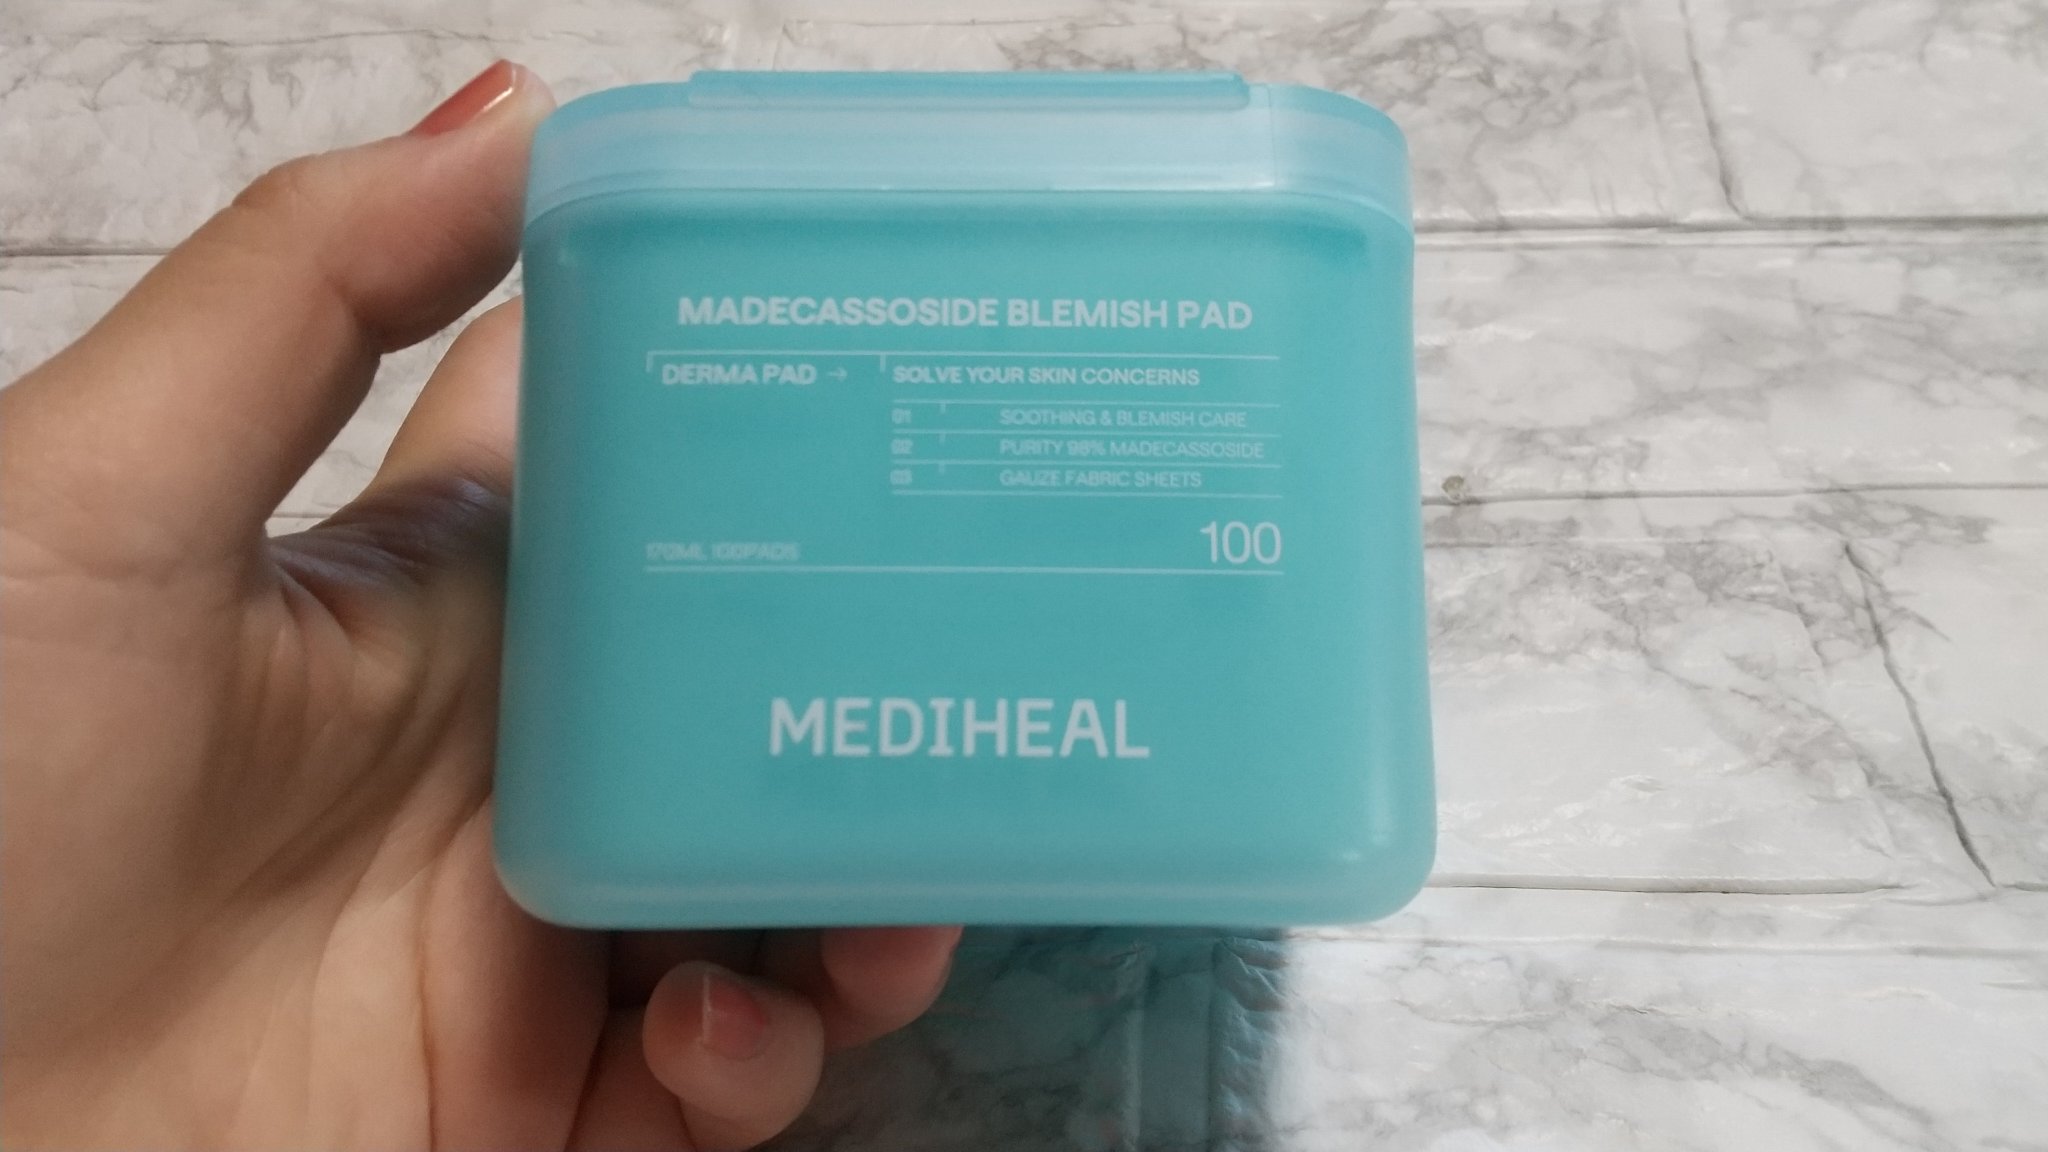 MADECASSOSIDE BLEMISH PAD
DERMA PAD → SOLVE YOUR SKIN CONCERNS
01 SOOTHING & BLEMISH CARE
02 PURITY 98% MADECASSOSIDE
03 GAUZE FABRIC SHEETS
170ML 100PADS 100
MEDIHEAL